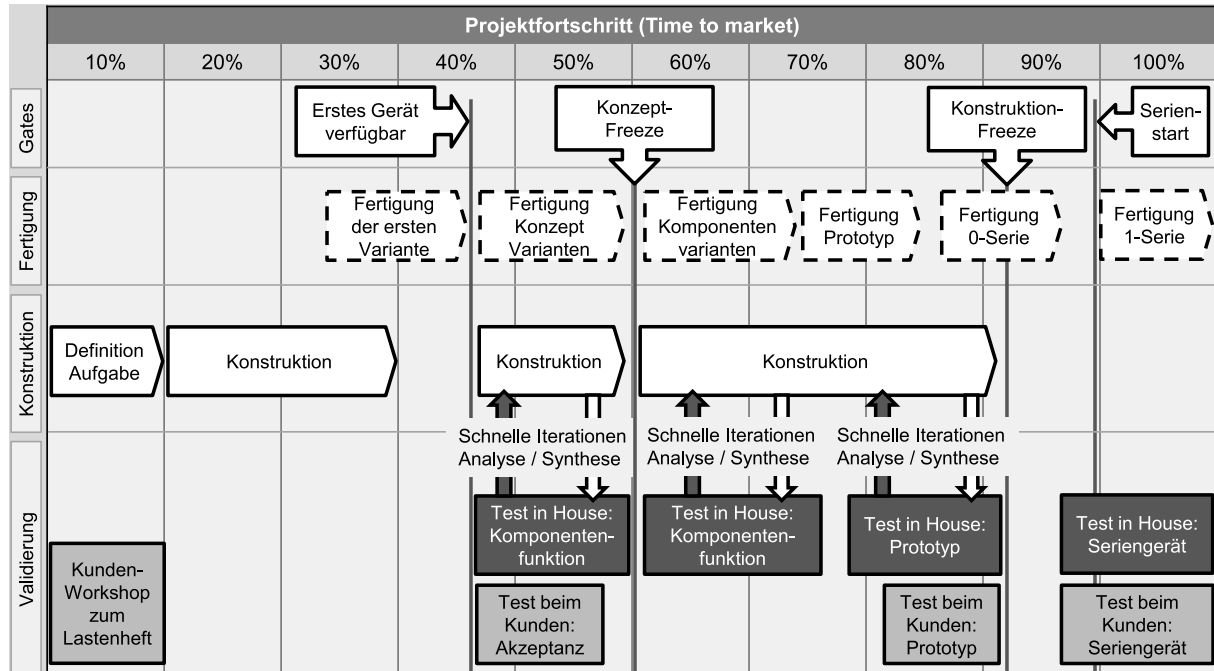 Projektfortschritt (Time to market)
10%
20%
30%
40%
50%
60%
70%
80%
90%
100%
Gates
Erstes Gerät
verfügbar
Konzept-
Freeze
Konstruktion-
Freeze
Serien-
start
Fertigung
Fertigung
der ersten
Variante
Fertigung
Konzept
Varianten
Fertigung
Komponenten
varianten
Fertigung
Prototyp
Fertigung
0-Serie
Fertigung
1-Serie
Konstruktion
Definition
Aufgabe
Konstruktion
Konstruktion
Konstruktion
Schnelle Iterationen
Analyse / Synthese
Schnelle Iterationen
Analyse / Synthese
Schnelle Iterationen
Analyse / Synthese
Validierung
Kunden-
Workshop
zum
Lastenheft
Test in House:
Komponenten-
funktion
Test in House:
Komponenten-
funktion
Test in House:
Prototyp
Test in House:
Seriengerät
Test beim
Kunden:
Akzeptanz
Test beim
Kunden:
Prototyp
Test beim
Kunden:
Seriengerät